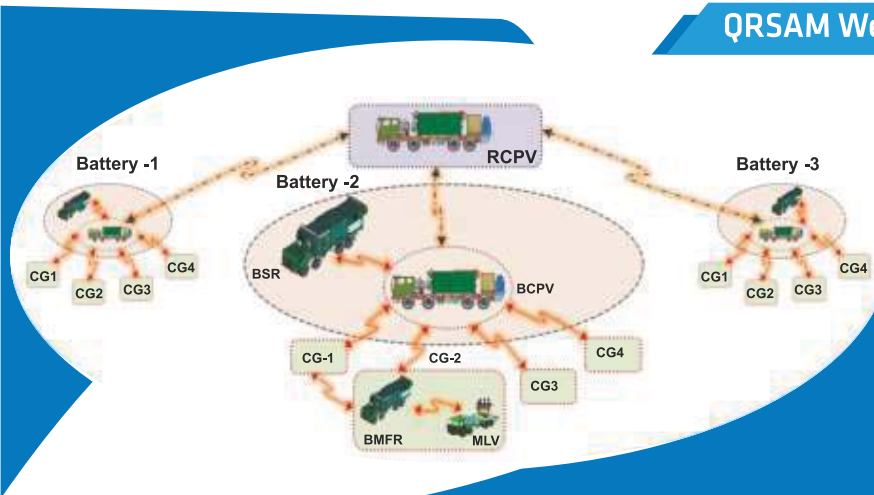 QRSAM We
RCPV
Battery -1
Battery -2
Battery -3
CG1
CG2
CG3
CG4
BSR
BCPV
CG-1
CG-2
CG3
CG4
BMFR
MLV
CG1
CG2
CG3
CG4